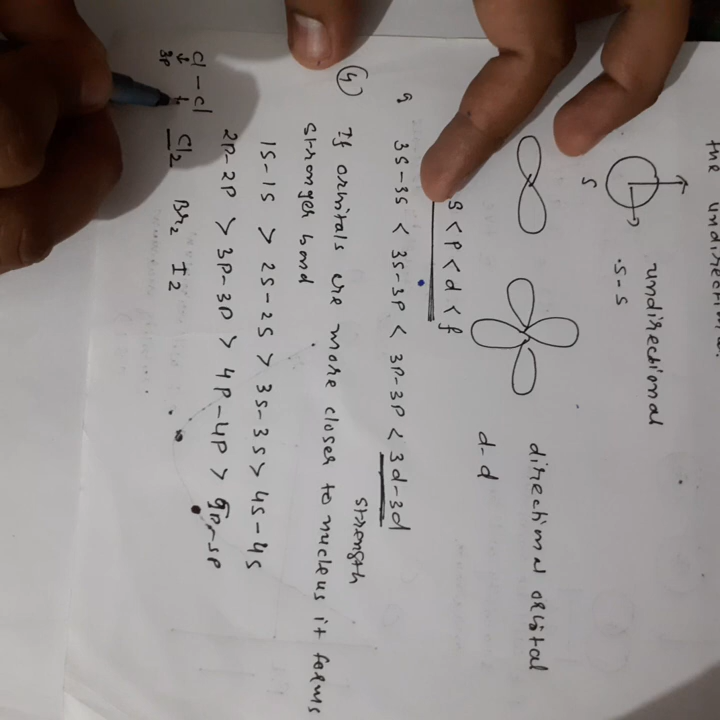 the undirectional
undirectional
S
.S-S
directional orbital
d-d
S < P < d < f
3S-3S < 3S-3P < 3P-3P < 3d-3d
strength
(4) If orbitals are more closer to nucleus it forms
stronger bond
1S-1S > 2S-2S > 3S-3S > 4S-4S
2P-2P > 3P-3P > 4P-4P > 5P-5P
Cl-Cl Cl2 Br2 I2
3P